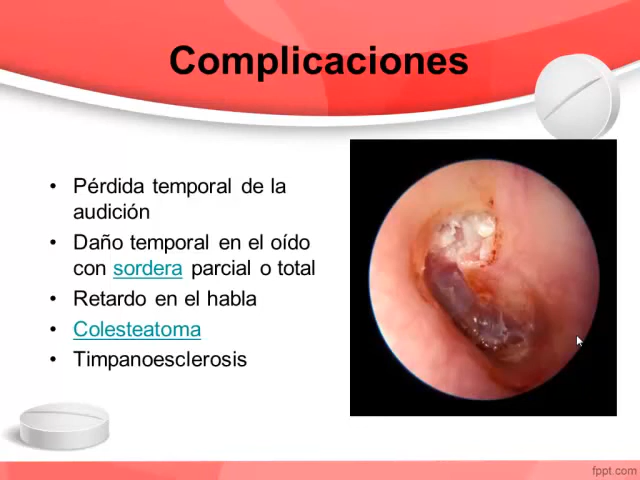 Complicaciones
• Pérdida temporal de la
audición
• Daño temporal en el oído
con sordera parcial o total
• Retardo en el habla
• Colesteatoma
• Timpanoesclerosis
fppt.com